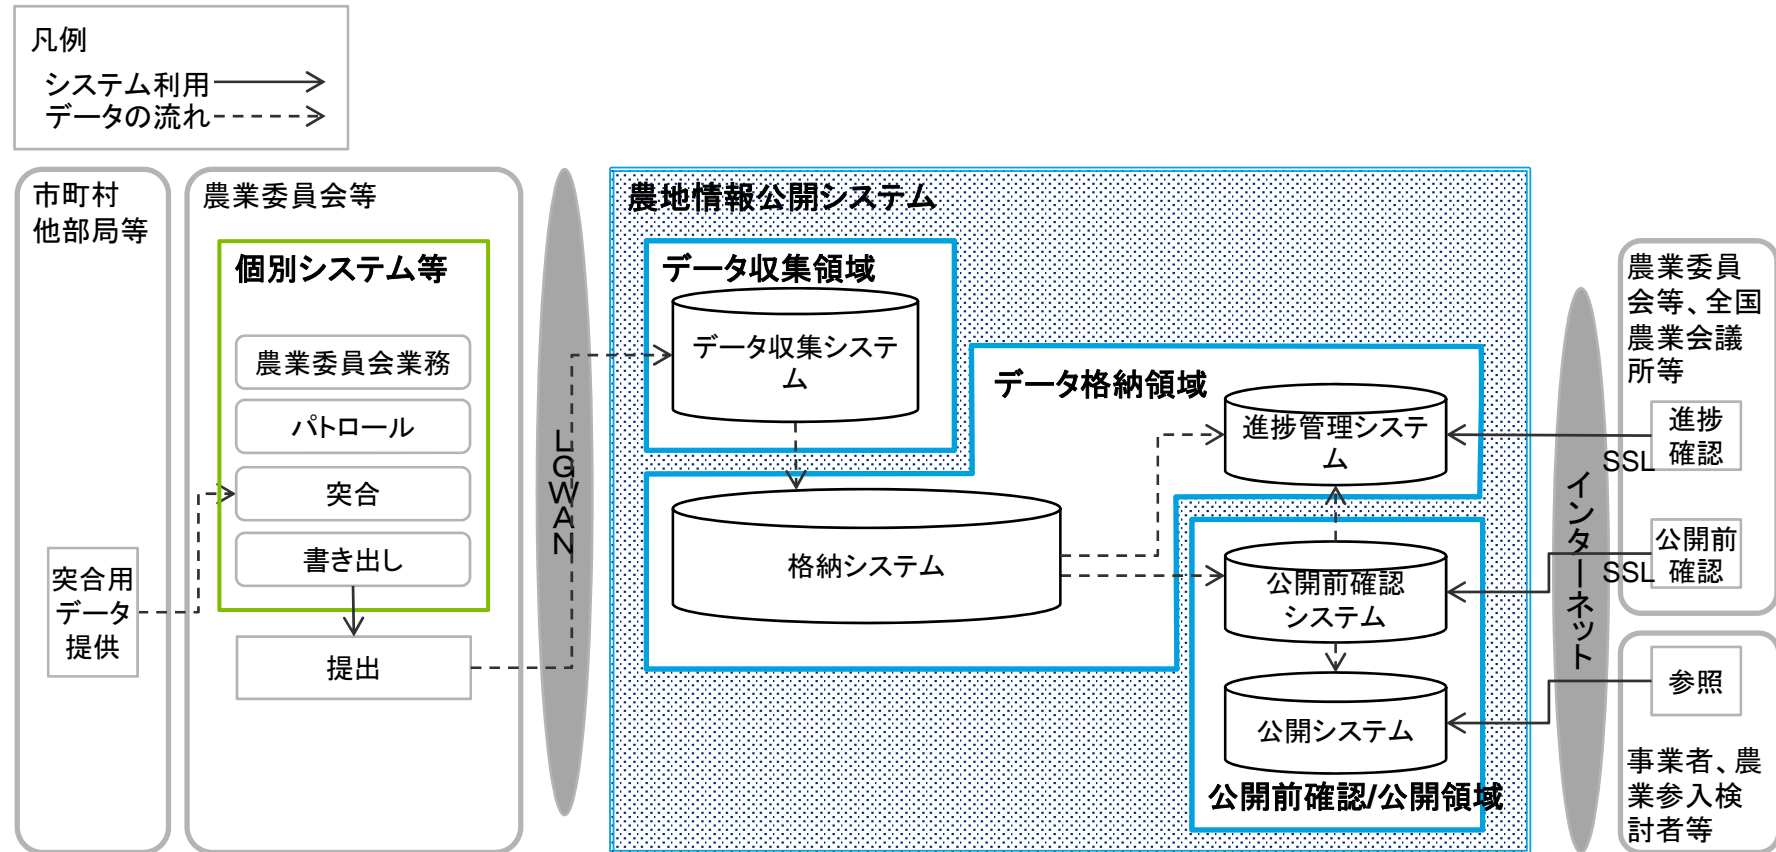 凡例
システム利用
データの流れ
市町村
他部局等
突合用
データ
提供
農業委員会等
個別システム等
農業委員会業務
パトロール
突合
書き出し
提出
LGWAN
農地情報公開システム
データ収集領域
データ収集システ
ム
データ格納領域
進捗管理システ
ム
格納システム
公開前確認
システム
公開システム
公開前確認/公開領域
インターネット
農業委員
会等、全国
農業会議
所等
進捗
確認
SSL
公開前
確認
SSL
参照
事業者、農
業参入検
討者等